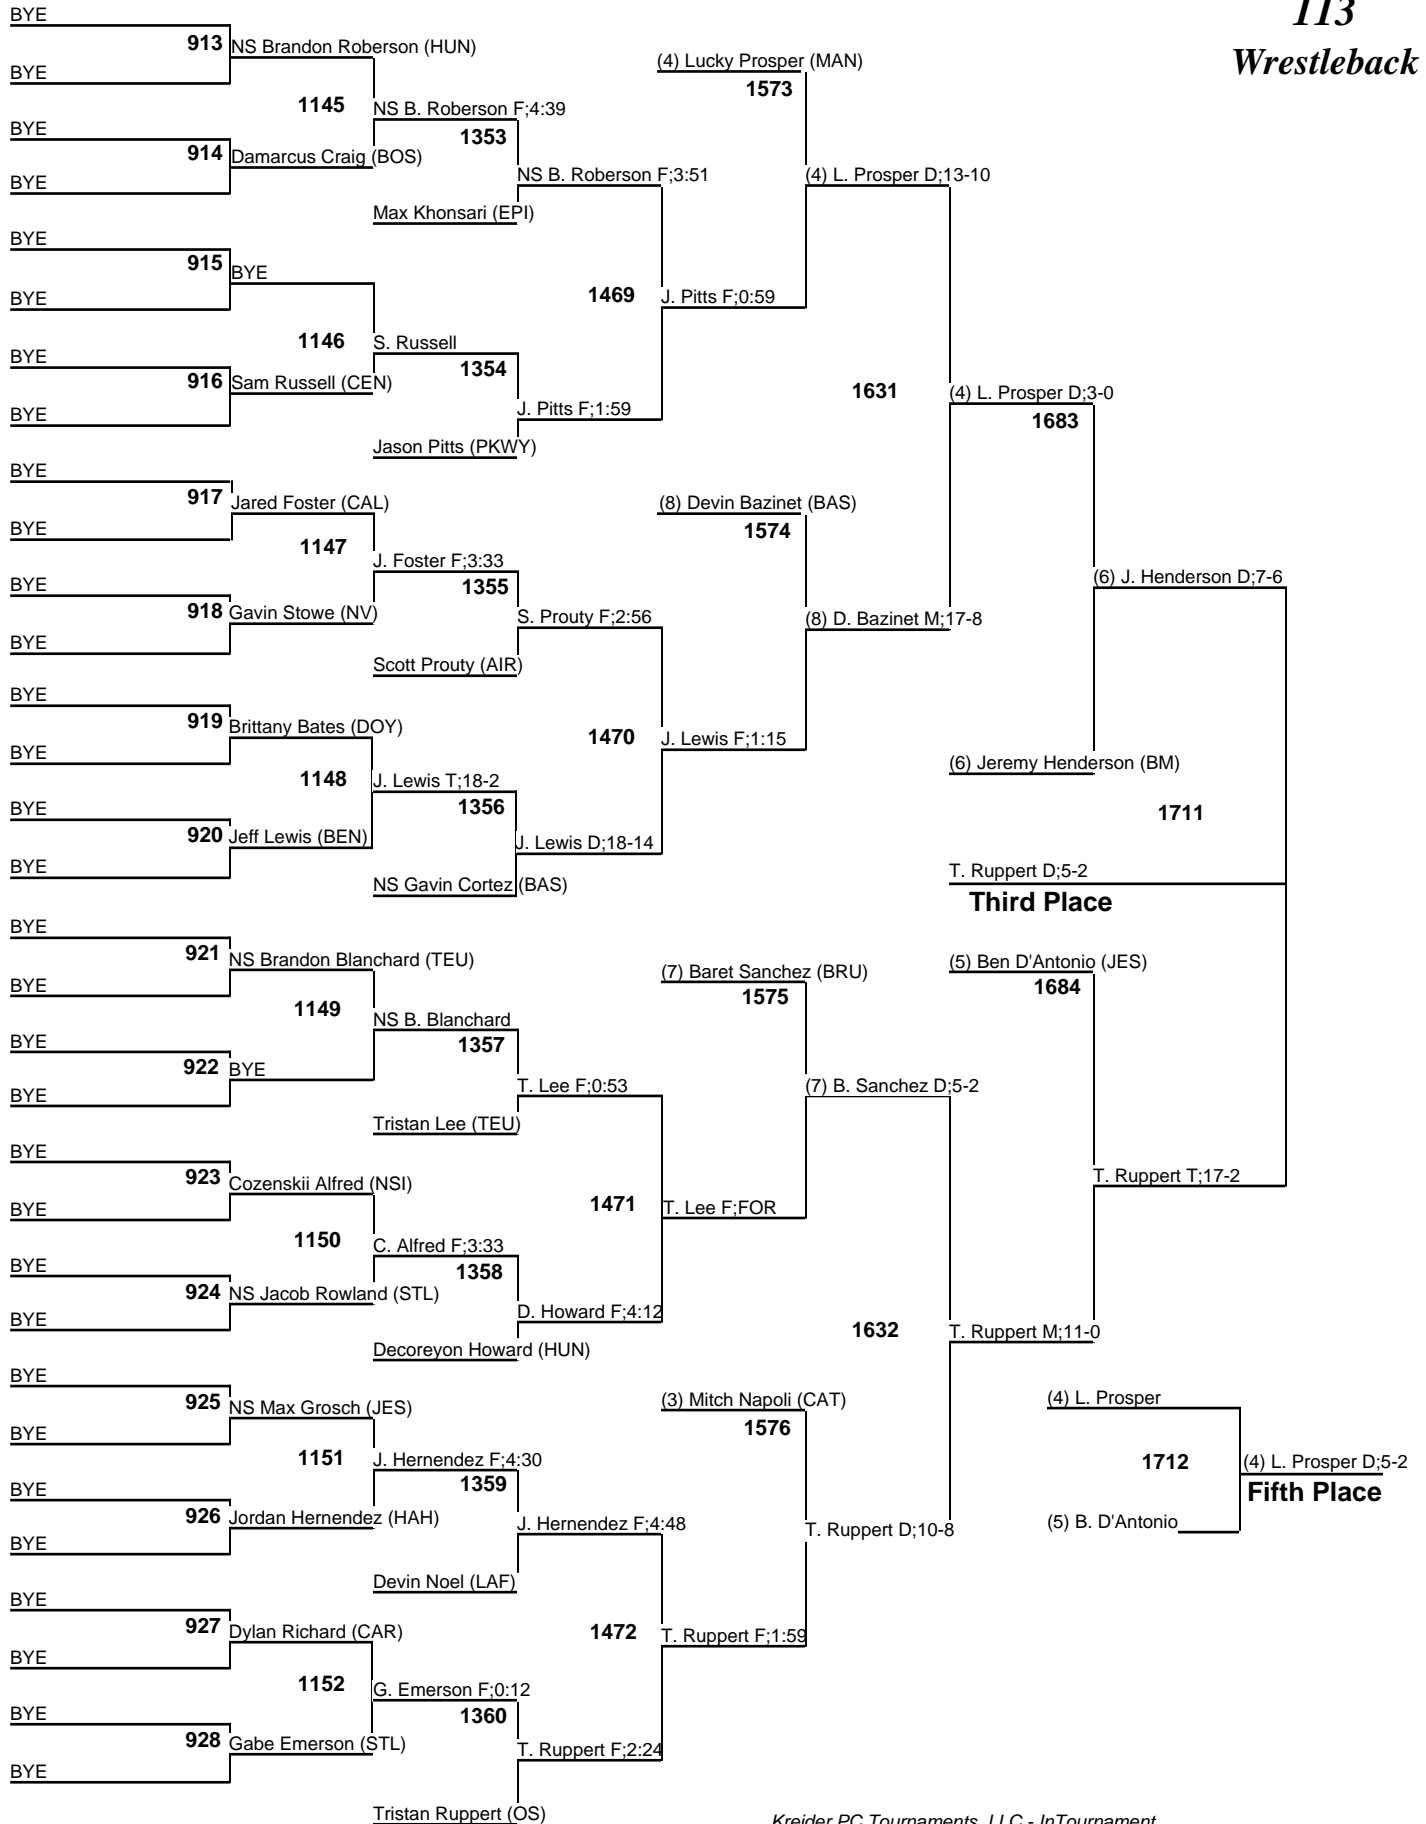 113
Wrestleback
BYE
913
NS Brandon Roberson (HUN)
BYE
(4) Lucky Prosper (MAN)
1573
1145
NS B. Roberson F;4:39
BYE
1353
914
Damarcus Craig (BOS)
BYE
NS B. Roberson F;3:51
(4) L. Prosper D;13-10
Max Khonsari (EPI)
BYE
915
BYE
BYE
1469
J. Pitts F;0:59
1146
S. Russell
BYE
1354
916
Sam Russell (CEN)
1631
(4) L. Prosper D;3-0
BYE
J. Pitts F;1:59
1683
Jason Pitts (PKWY)
BYE
917
Jared Foster (CAL)
(8) Devin Bazinet (BAS)
BYE
1574
1147
J. Foster F;3:33
BYE
1355
(6) J. Henderson D;7-6
918
Gavin Stowe (NV)
S. Prouty F;2:56
(8) D. Bazinet M;17-8
BYE
Scott Prouty (AIR)
BYE
919
Brittany Bates (DOY)
BYE
1470
J. Lewis F;1:15
(6) Jeremy Henderson (BM)
1148
J. Lewis T;18-2
BYE
1356
1711
920
Jeff Lewis (BEN)
J. Lewis D;18-14
BYE
T. Ruppert D;5-2
NS Gavin Cortez (BAS)
Third Place
BYE
921
NS Brandon Blanchard (TEU)
(7) Baret Sanchez (BRU)
(5) Ben D'Antonio (JES)
BYE
1575
1684
1149
NS B. Blanchard
BYE
1357
922
BYE
T. Lee F;0:53
(7) B. Sanchez D;5-2
BYE
Tristan Lee (TEU)
BYE
923
Cozenskii Alfred (NSI)
T. Ruppert T;17-2
BYE
1471
T. Lee F;FOR
1150
C. Alfred F;3:33
BYE
1358
924
NS Jacob Rowland (STL)
BYE
D. Howard F;4:12
1632
T. Ruppert M;11-0
Decoreyon Howard (HUN)
BYE
925
NS Max Grosch (JES)
(3) Mitch Napoli (CAT)
(4) L. Prosper
BYE
1576
1151
J. Hernendez F;4:30
1712
(4) L. Prosper D;5-2
BYE
1359
Fifth Place
926
Jordan Hernendez (HAH)
J. Hernendez F;4:48
T. Ruppert D;10-8
(5) B. D'Antonio
BYE
Devin Noel (LAF)
BYE
927
Dylan Richard (CAR)
1472
T. Ruppert F;1:59
BYE
1152
G. Emerson F;0:12
BYE
1360
928
Gabe Emerson (STL)
T. Ruppert F;2:24
BYE
Tristan Ruppert (OS)
Kreider PC Tournaments, LLC - InTournament